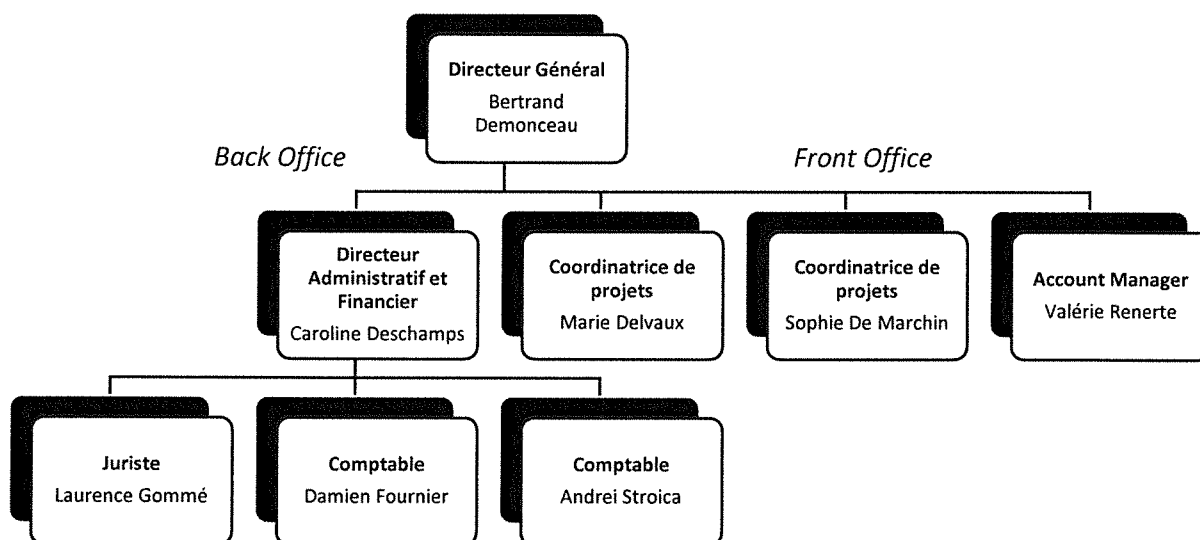 Directeur Général
Bertrand
Demonceau
Back Office
Front Office
Directeur
Administratif et
Financier
Caroline Deschamps
Coordinatrice de
projets
Marie Delvaux
Coordinatrice de
projets
Sophie De Marchin
Account Manager
Valérie Renerte
Juriste
Laurence Gommé
Comptable
Damien Fournier
Comptable
Andrei Stroica